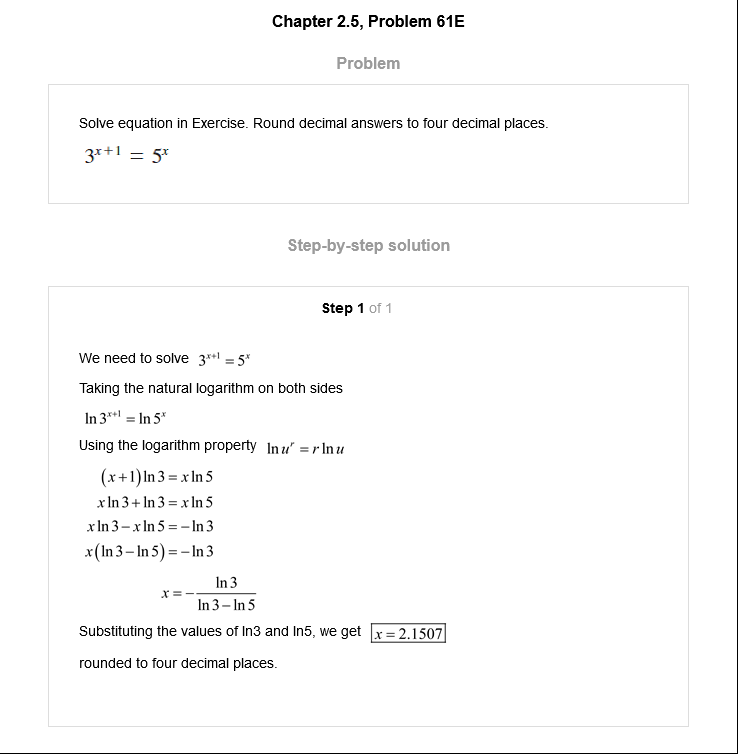 Chapter 2.5, Problem 61E
Problem
Solve equation in Exercise. Round decimal answers to four decimal places.
3^{x+1} = 5^x
Step-by-step solution
Step 1 of 1
We need to solve 3^{x+1} = 5^x
Taking the natural logarithm on both sides
ln 3^{x+1} = ln 5^x
Using the logarithm property ln u^r = r ln u
(x+1) ln 3 = x ln 5
x ln 3 + ln 3 = x ln 5
x ln 3 − x ln 5 = − ln 3
x(ln 3 − ln 5) = − ln 3
x = − \frac{ln 3}{ln 3 − ln 5}
Substituting the values of ln3 and ln5, we get x = 2.1507
rounded to four decimal places.